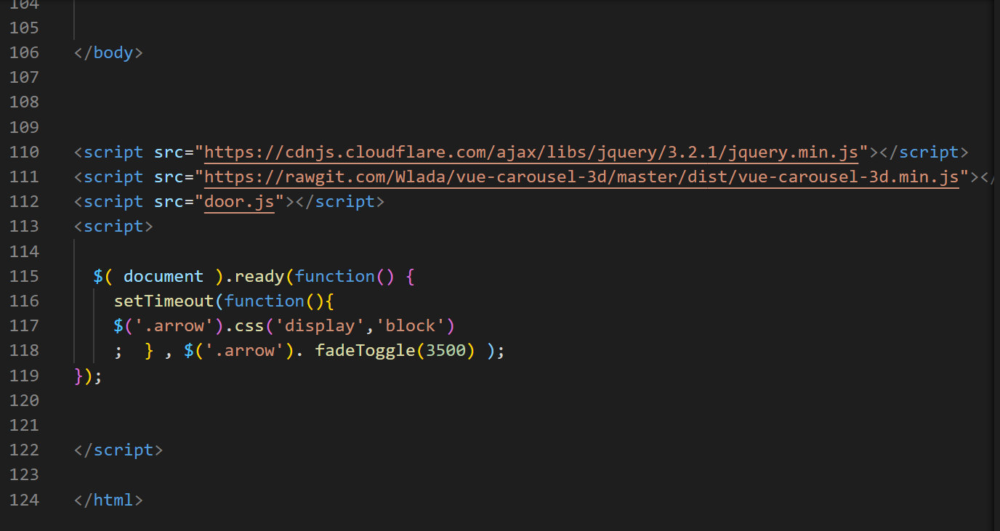 104
105
106 </body>
107
108
109
110 <script src="https://cdnjs.cloudflare.com/ajax/libs/jquery/3.2.1/jquery.min.js"></script>
111 <script src="https://rawgit.com/Wlada/vue-carousel-3d/master/dist/vue-carousel-3d.min.js"></
112 <script src="door.js"></script>
113 <script>
114
115 $( document ).ready(function() {
116 setTimeout(function(){
117 $('.arrow').css('display','block')
118 ; } , $('.arrow'). fadeToggle(3500) );
119 });
120
121
122 </script>
123
124 </html>